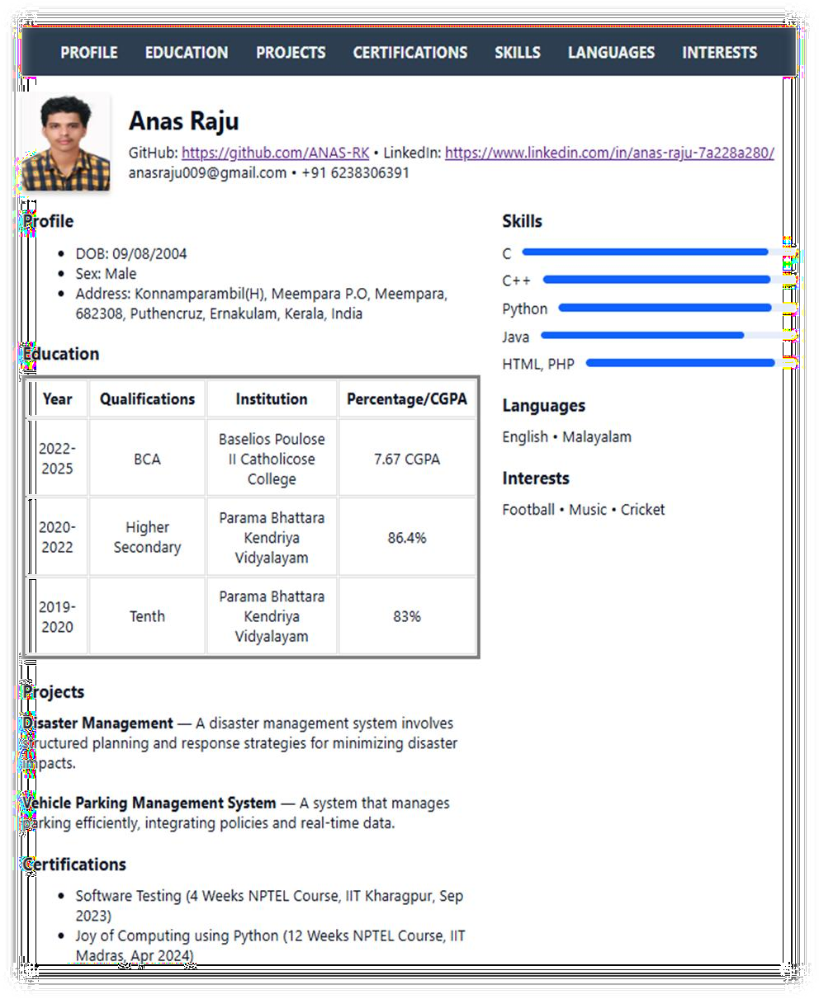 PROFILE EDUCATION PROJECTS CERTIFICATIONS SKILLS LANGUAGES INTERESTS
Anas Raju
GitHub: https://github.com/ANAS-RK • LinkedIn: https://www.linkedin.com/in/anas-raju-7a228a280/
anasraju009@gmail.com • +91 6238306391
Profile
• DOB: 09/08/2004
• Sex: Male
• Address: Konnamparambil(H), Meempara P.O, Meempara,
682308, Puthencruz, Ernakulam, Kerala, India
Education
Year Qualifications Institution Percentage/CGPA
2022-
2025
BCA
Baselios Poulose
II Catholicose
College
7.67 CGPA
2020-
2022
Higher
Secondary
Parama Bhattara
Kendriya
Vidyalayam
86.4%
2019-
2020
Tenth
Parama Bhattara
Kendriya
Vidyalayam
83%
Projects
Disaster Management — A disaster management system involves
structured planning and response strategies for minimizing disaster
impacts.
Vehicle Parking Management System — A system that manages
parking efficiently, integrating policies and real-time data.
Certifications
• Software Testing (4 Weeks NPTEL Course, IIT Kharagpur, Sep
2023)
• Joy of Computing using Python (12 Weeks NPTEL Course, IIT
Madras, Apr 2024)
Skills
C
C++
Python
Java
HTML, PHP
Languages
English • Malayalam
Interests
Football • Music • Cricket